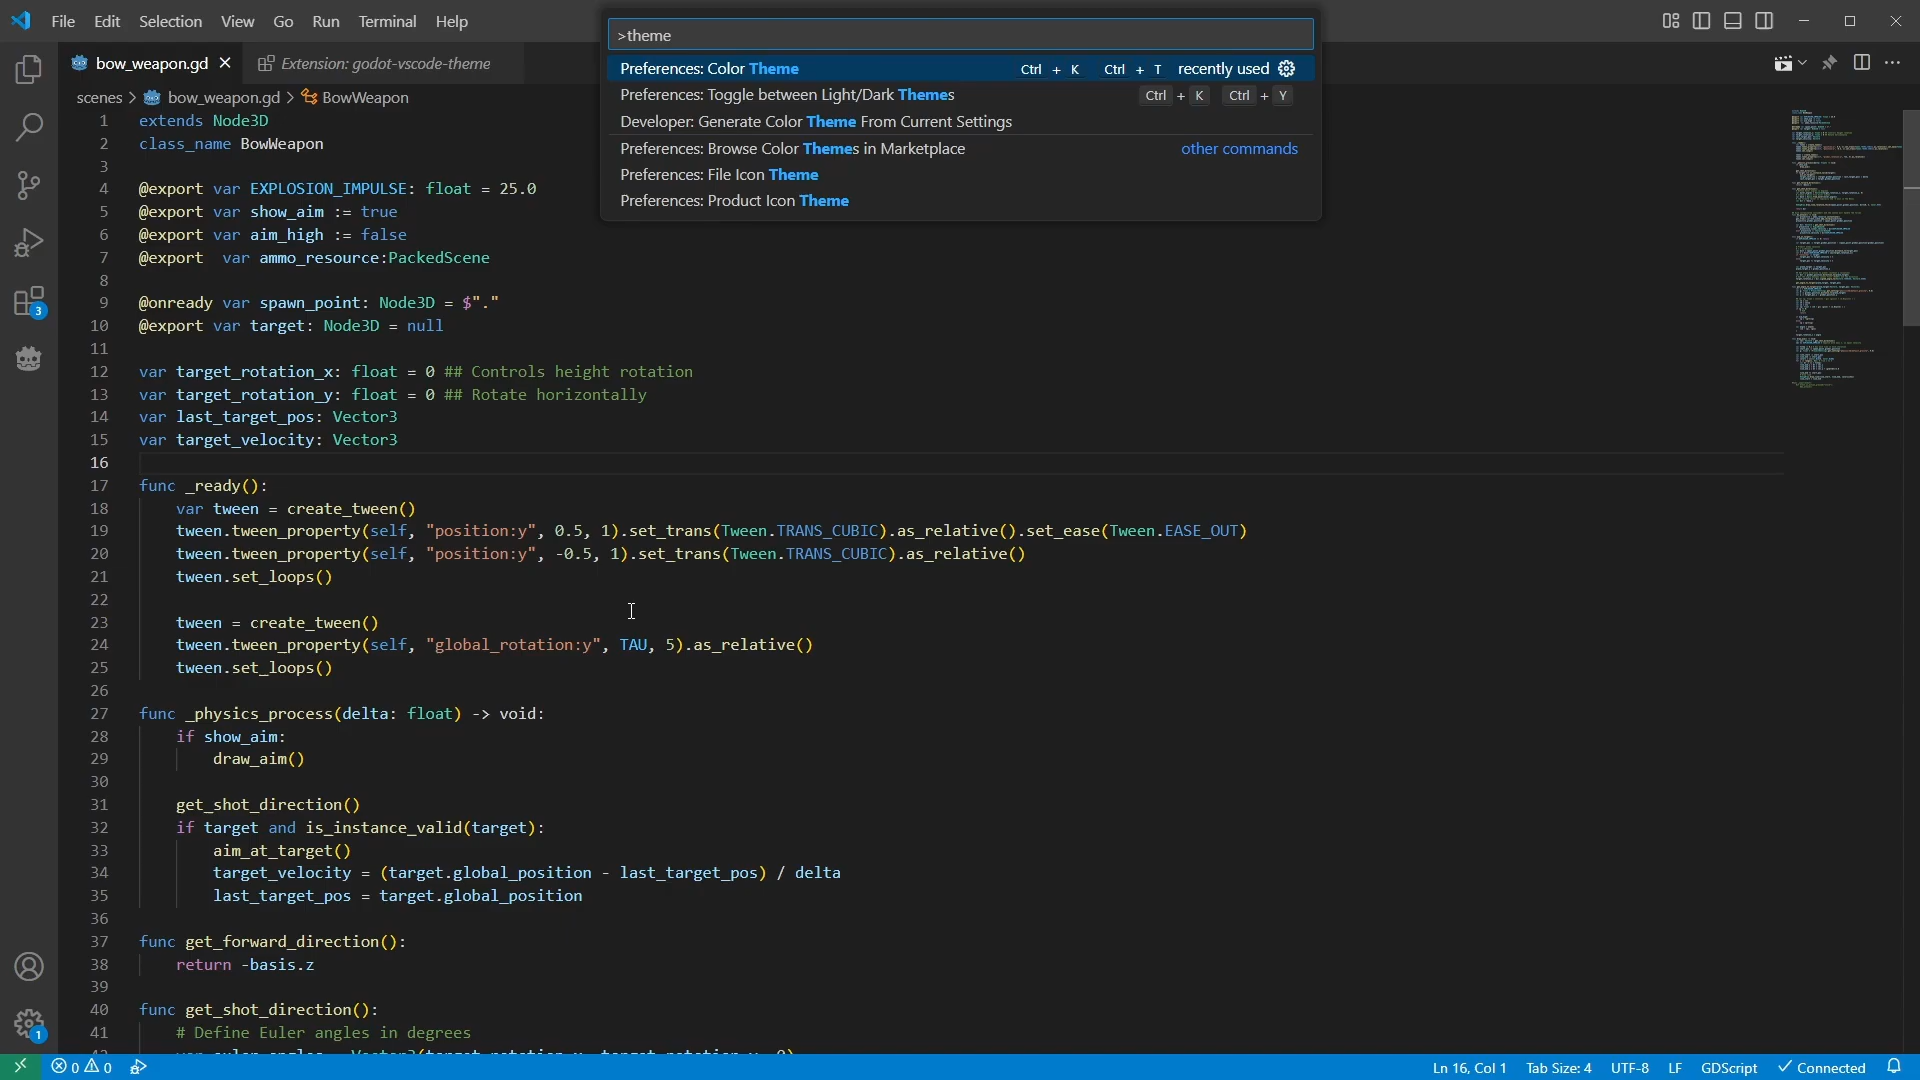 File Edit Selection View Go Run Terminal Help
>theme
bow_weapon.gd
Extension: godot-vscode-theme
Preferences: Color Theme Ctrl + K Ctrl + T recently used
Preferences: Toggle between Light/Dark Themes Ctrl + K Ctrl + Y
Developer: Generate Color Theme From Current Settings
Preferences: Browse Color Themes in Marketplace other commands
Preferences: File Icon Theme
Preferences: Product Icon Theme
scenes > bow_weapon.gd > BowWeapon
1 extends Node3D
2 class_name BowWeapon
3
4 @export var EXPLOSION_IMPULSE: float = 25.0
5 @export var show_aim := true
6 @export var aim_high := false
7 @export  var ammo_resource:PackedScene
8
9 @onready var spawn_point: Node3D = $"."
10 @export var target: Node3D = null
11
12 var target_rotation_x: float = 0 ## Controls height rotation
13 var target_rotation_y: float = 0 ## Rotate horizontally
14 var last_target_pos: Vector3
15 var target_velocity: Vector3
16
17 func _ready():
18     var tween = create_tween()
19     tween.tween_property(self, "position:y", 0.5, 1).set_trans(Tween.TRANS_CUBIC).as_relative().set_ease(Tween.EASE_OUT)
20     tween.tween_property(self, "position:y", -0.5, 1).set_trans(Tween.TRANS_CUBIC).as_relative()
21     tween.set_loops()
22
23     tween = create_tween()
24     tween.tween_property(self, "global_rotation:y", TAU, 5).as_relative()
25     tween.set_loops()
26
27 func _physics_process(delta: float) -> void:
28     if show_aim:
29         draw_aim()
30
31     get_shot_direction()
32     if target and is_instance_valid(target):
33         aim_at_target()
34         target_velocity = (target.global_position - last_target_pos) / delta
35         last_target_pos = target.global_position
36
37 func get_forward_direction():
38     return -basis.z
39
40 func get_shot_direction():
41     # Define Euler angles in degrees
3
1
0 0
Ln 16, Col 1 Tab Size: 4 UTF-8 LF GDScript Connected